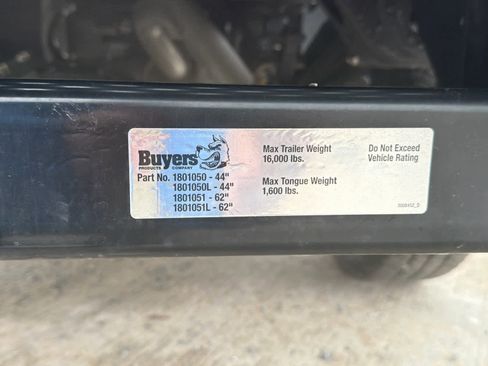 Buyers
PRODUCTS COMPANY
Part No. 1801050 - 44"
1801050L - 44"
1801051 - 62"
1801051L - 62"
Max Trailer Weight
16,000 lbs.
Max Tongue Weight
1,600 lbs.
Do Not Exceed
Vehicle Rating